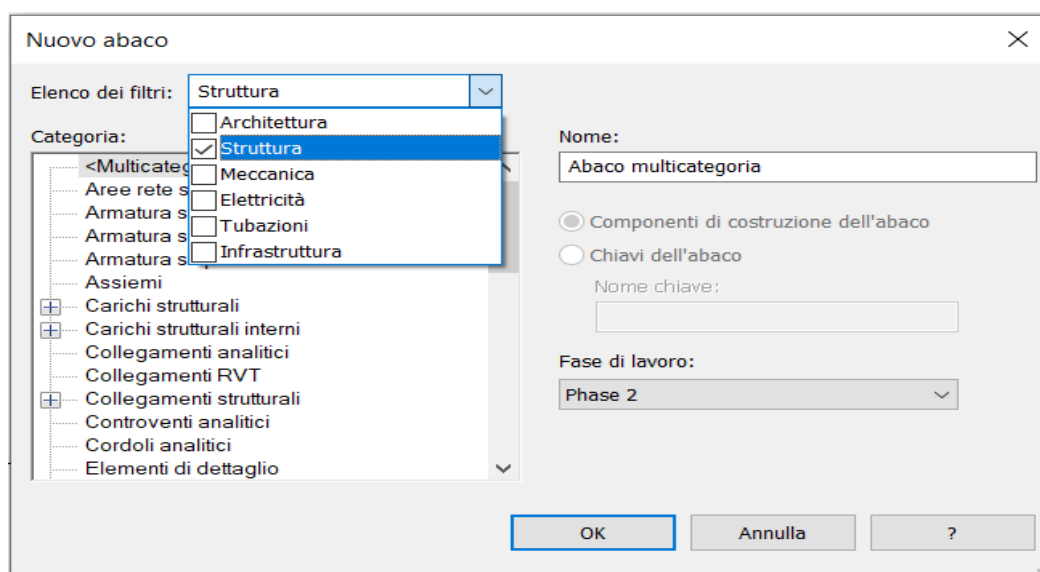 Nuovo abaco
Elenco dei filtri: Struttura
Architettura
Struttura
Meccanica
Elettricità
Tubazioni
Infrastruttura
Categoria:
<Multicateg
Aree rete s
Armatura s
Armatura s
Armatura s
Assiemi
Carichi strutturali
Carichi strutturali interni
Collegamenti analitici
Collegamenti RVT
Collegamenti strutturali
Controventi analitici
Cordoli analitici
Elementi di dettaglio
Nome:
Abaco multicategoria
Componenti di costruzione dell'abaco
Chiavi dell'abaco
Nome chiave:
Fase di lavoro:
Phase 2
OK Annulla ?